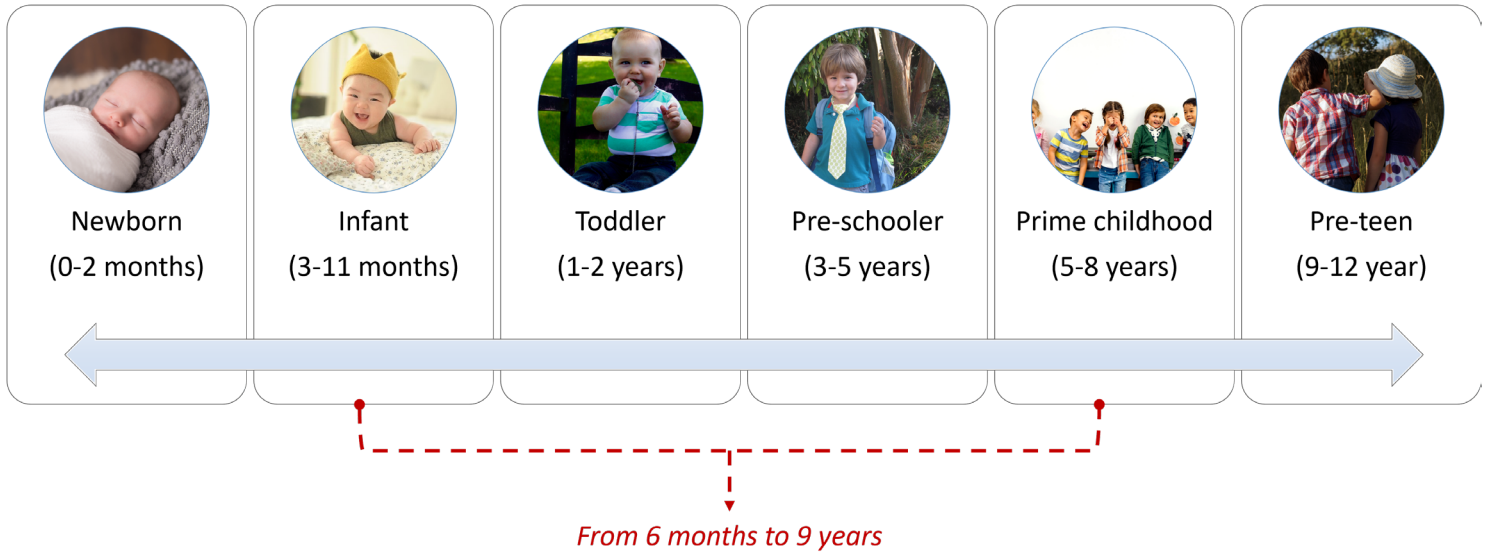 Newborn
(0-2 months)
Infant
(3-11 months)
Toddler
(1-2 years)
Pre-schooler
(3-5 years)
Prime childhood
(5-8 years)
Pre-teen
(9-12 year)
From 6 months to 9 years